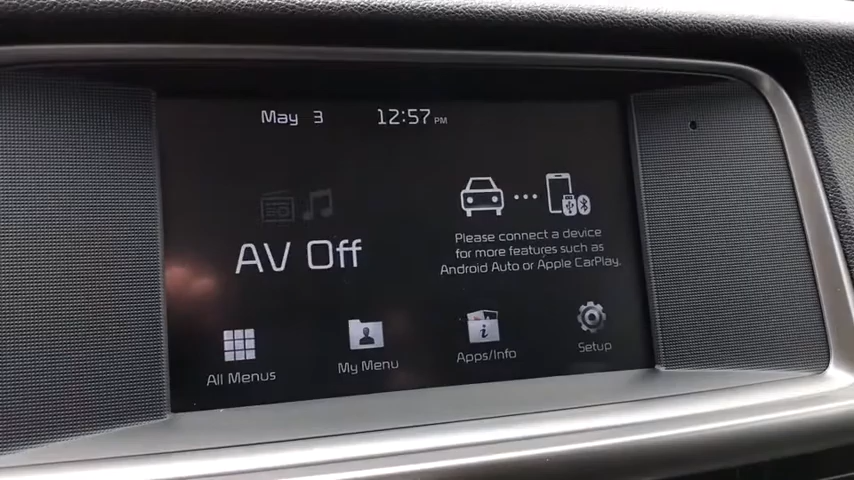 May 3 12:57 PM
AV Off
Please connect a device
for more features such as
Android Auto or Apple CarPlay.
All Menus My Menu Apps/Info Setup